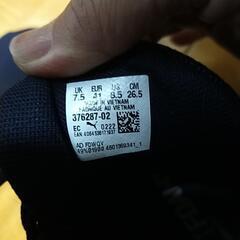 UK EUR US CM
7.5 41 8.5 26.5
MADE IN VIETNAM
FABRIQUE AU VIETNAM
376287-02
EC 0222
AD FDWGY